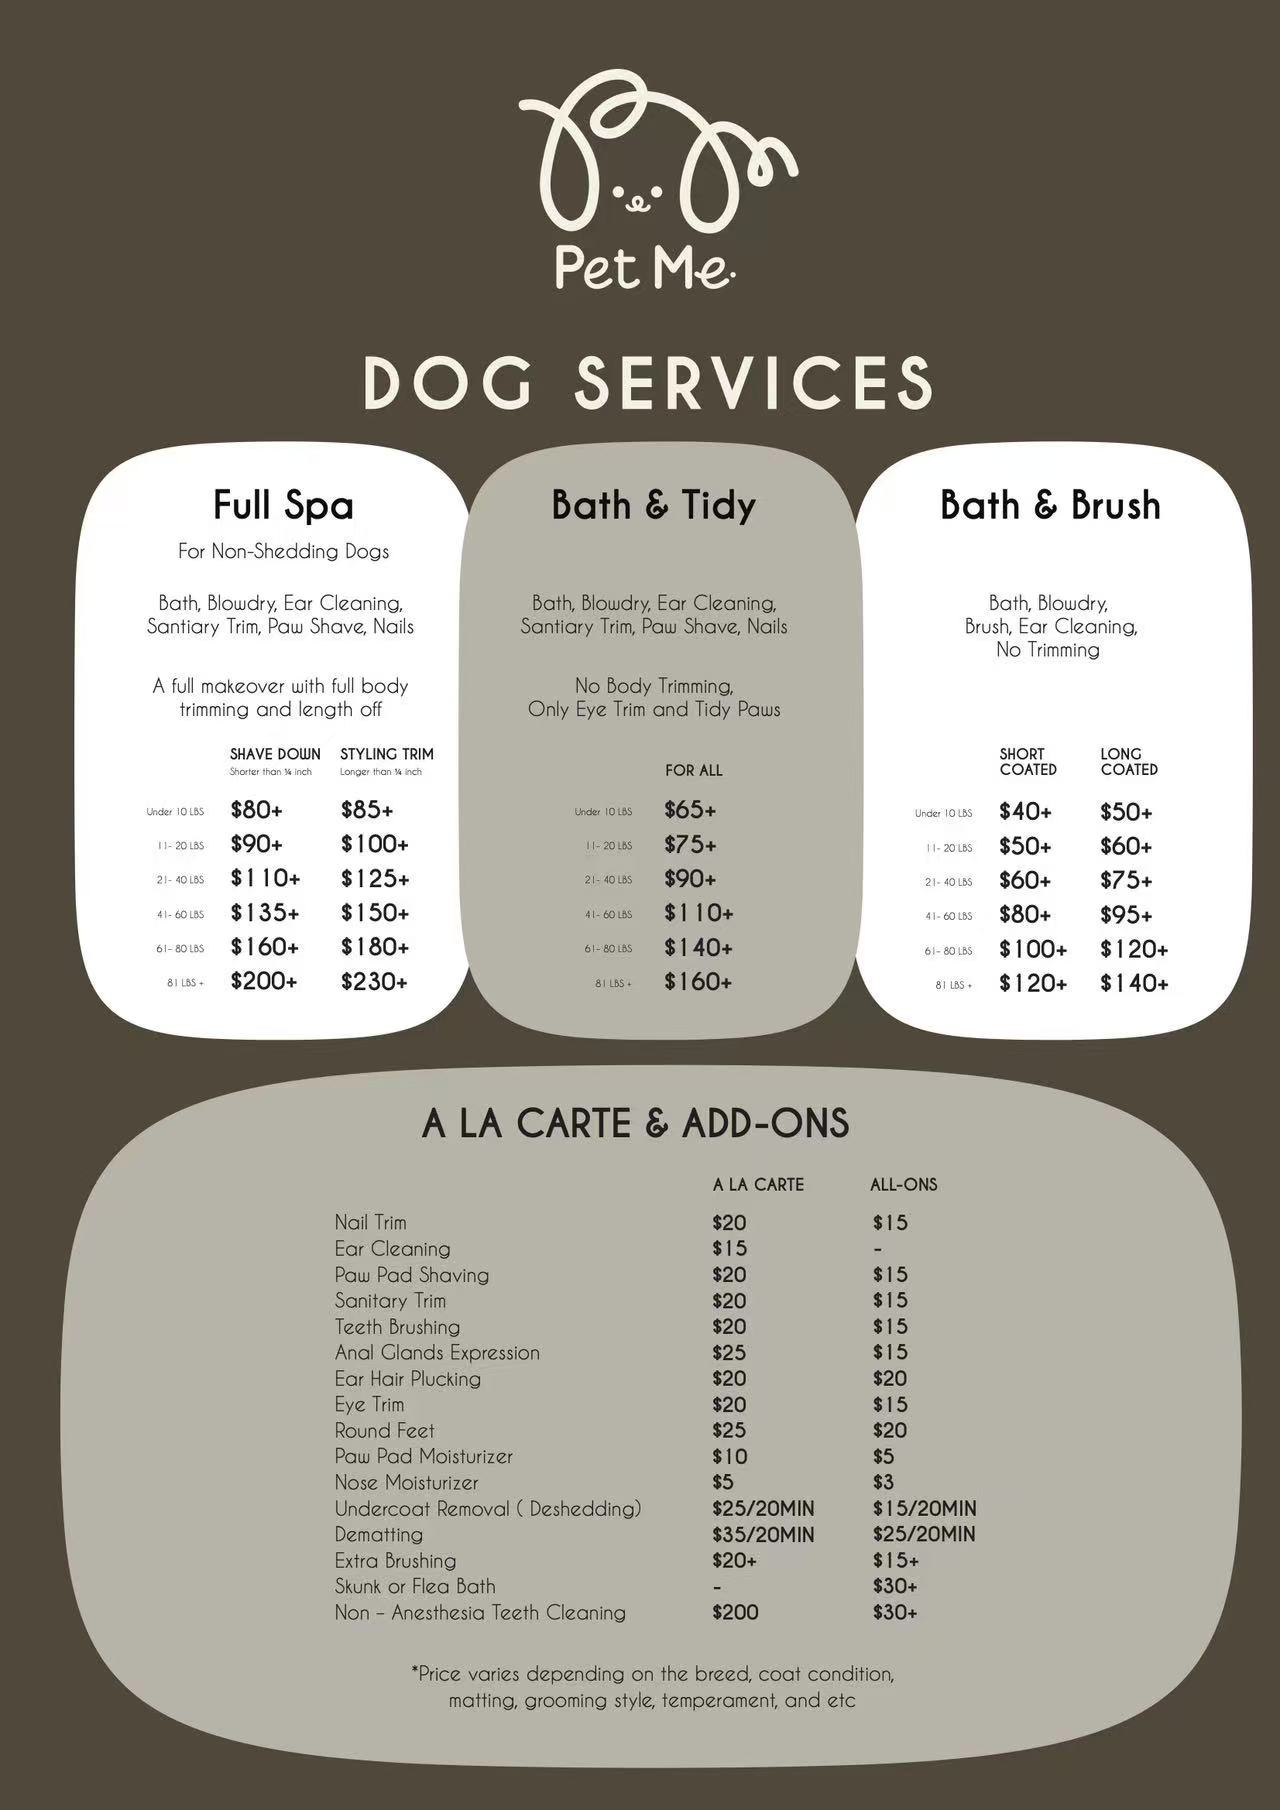 Pet Me.
DOG SERVICES
Full Spa
For Non-Shedding Dogs
Bath, Blowdry, Ear Cleaning,
Santiary Trim, Paw Shave, Nails
A full makeover with full body
trimming and length off
SHAVE DOWN STYLING TRIM
Shorter than ¼ inch Longer than ¼ inch
Under 10 LBS $80+ $85+
11- 20 LBS $90+ $100+
21- 40 LBS $110+ $125+
41- 60 LBS $135+ $150+
61- 80 LBS $160+ $180+
81 LBS + $200+ $230+
Bath & Tidy
Bath, Blowdry, Ear Cleaning,
Santiary Trim, Paw Shave, Nails
No Body Trimming,
Only Eye Trim and Tidy Paws
FOR ALL
Under 10 LBS $65+
11- 20 LBS $75+
21- 40 LBS $90+
41- 60 LBS $110+
61- 80 LBS $140+
81 LBS + $160+
Bath & Brush
Bath, Blowdry,
Brush, Ear Cleaning,
No Trimming
SHORT LONG
COATED COATED
Under 10 LBS $40+ $50+
11- 20 LBS $50+ $60+
21- 40 LBS $60+ $75+
41- 60 LBS $80+ $95+
61- 80 LBS $100+ $120+
81 LBS + $120+ $140+
A LA CARTE & ADD-ONS
A LA CARTE ALL-ONS
Nail Trim $20 $15
Ear Cleaning $15 -
Paw Pad Shaving $20 $15
Sanitary Trim $20 $15
Teeth Brushing $20 $15
Anal Glands Expression $25 $15
Ear Hair Plucking $20 $20
Eye Trim $20 $15
Round Feet $25 $20
Paw Pad Moisturizer $10 $5
Nose Moisturizer $5 $3
Undercoat Removal ( Deshedding) $25/20MIN $15/20MIN
Dematting $35/20MIN $25/20MIN
Extra Brushing $20+ $15+
Skunk or Flea Bath - $30+
Non - Anesthesia Teeth Cleaning $200 $30+
*Price varies depending on the breed, coat condition,
matting, grooming style, temperament, and etc